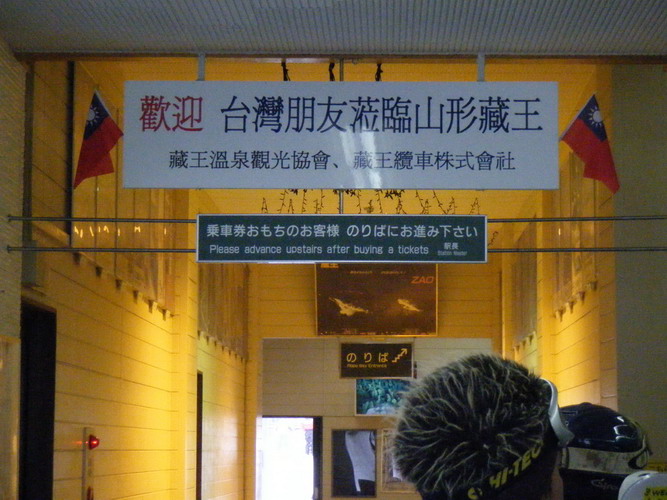 歡迎 台灣朋友蒞臨山形藏王
藏王溫泉觀光協會、藏王纜車株式會社
乗車券おもちのお客様 のりばにお進み下さい
Please advance upstairs after buying a tickets
駅長
Station Master
ZAO
のりば
HI-TEC